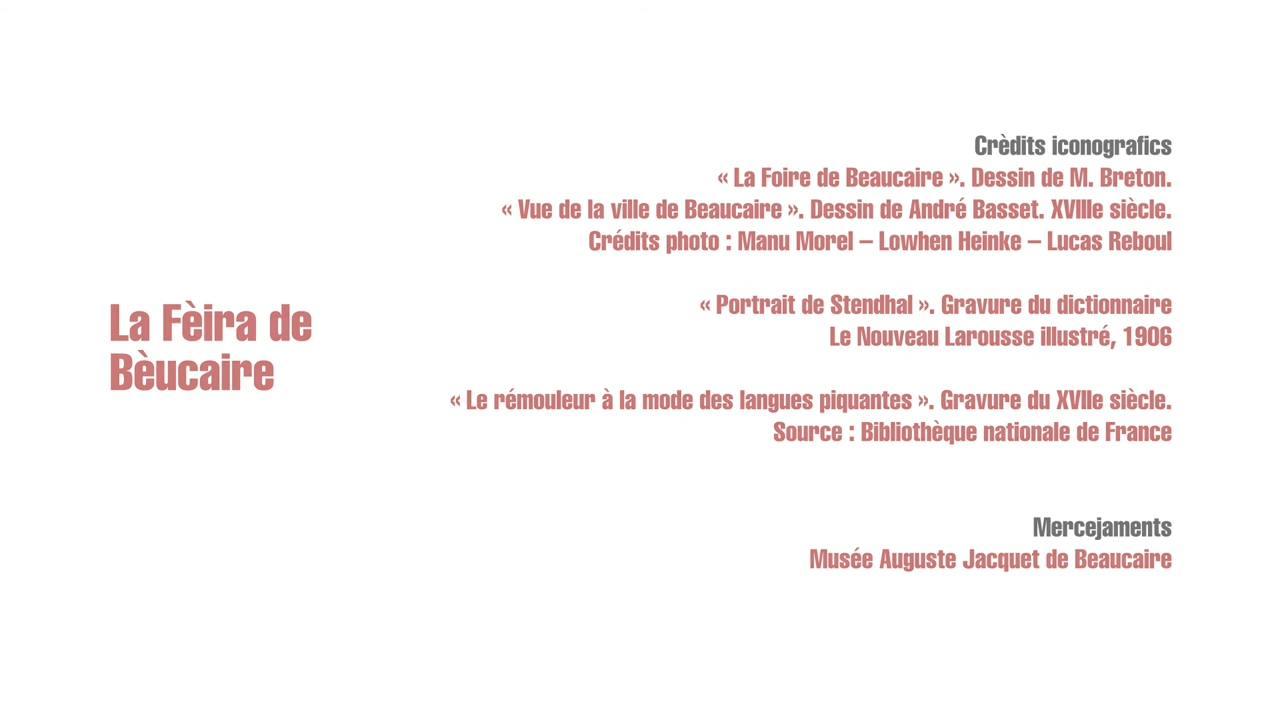 La Fèira de
Bèucaire
Crèdits iconografics
« La Foire de Beaucaire ». Dessin de M. Breton.
« Vue de la ville de Beaucaire ». Dessin de André Basset. XVIIIe siècle.
Crédits photo : Manu Morel – Lowhen Heinke – Lucas Reboul
« Portrait de Stendhal ». Gravure du dictionnaire
Le Nouveau Larousse illustré, 1906
« Le rémouleur à la mode des langues piquantes ». Gravure du XVIIe siècle.
Source : Bibliothèque nationale de France
Mercejaments
Musée Auguste Jacquet de Beaucaire